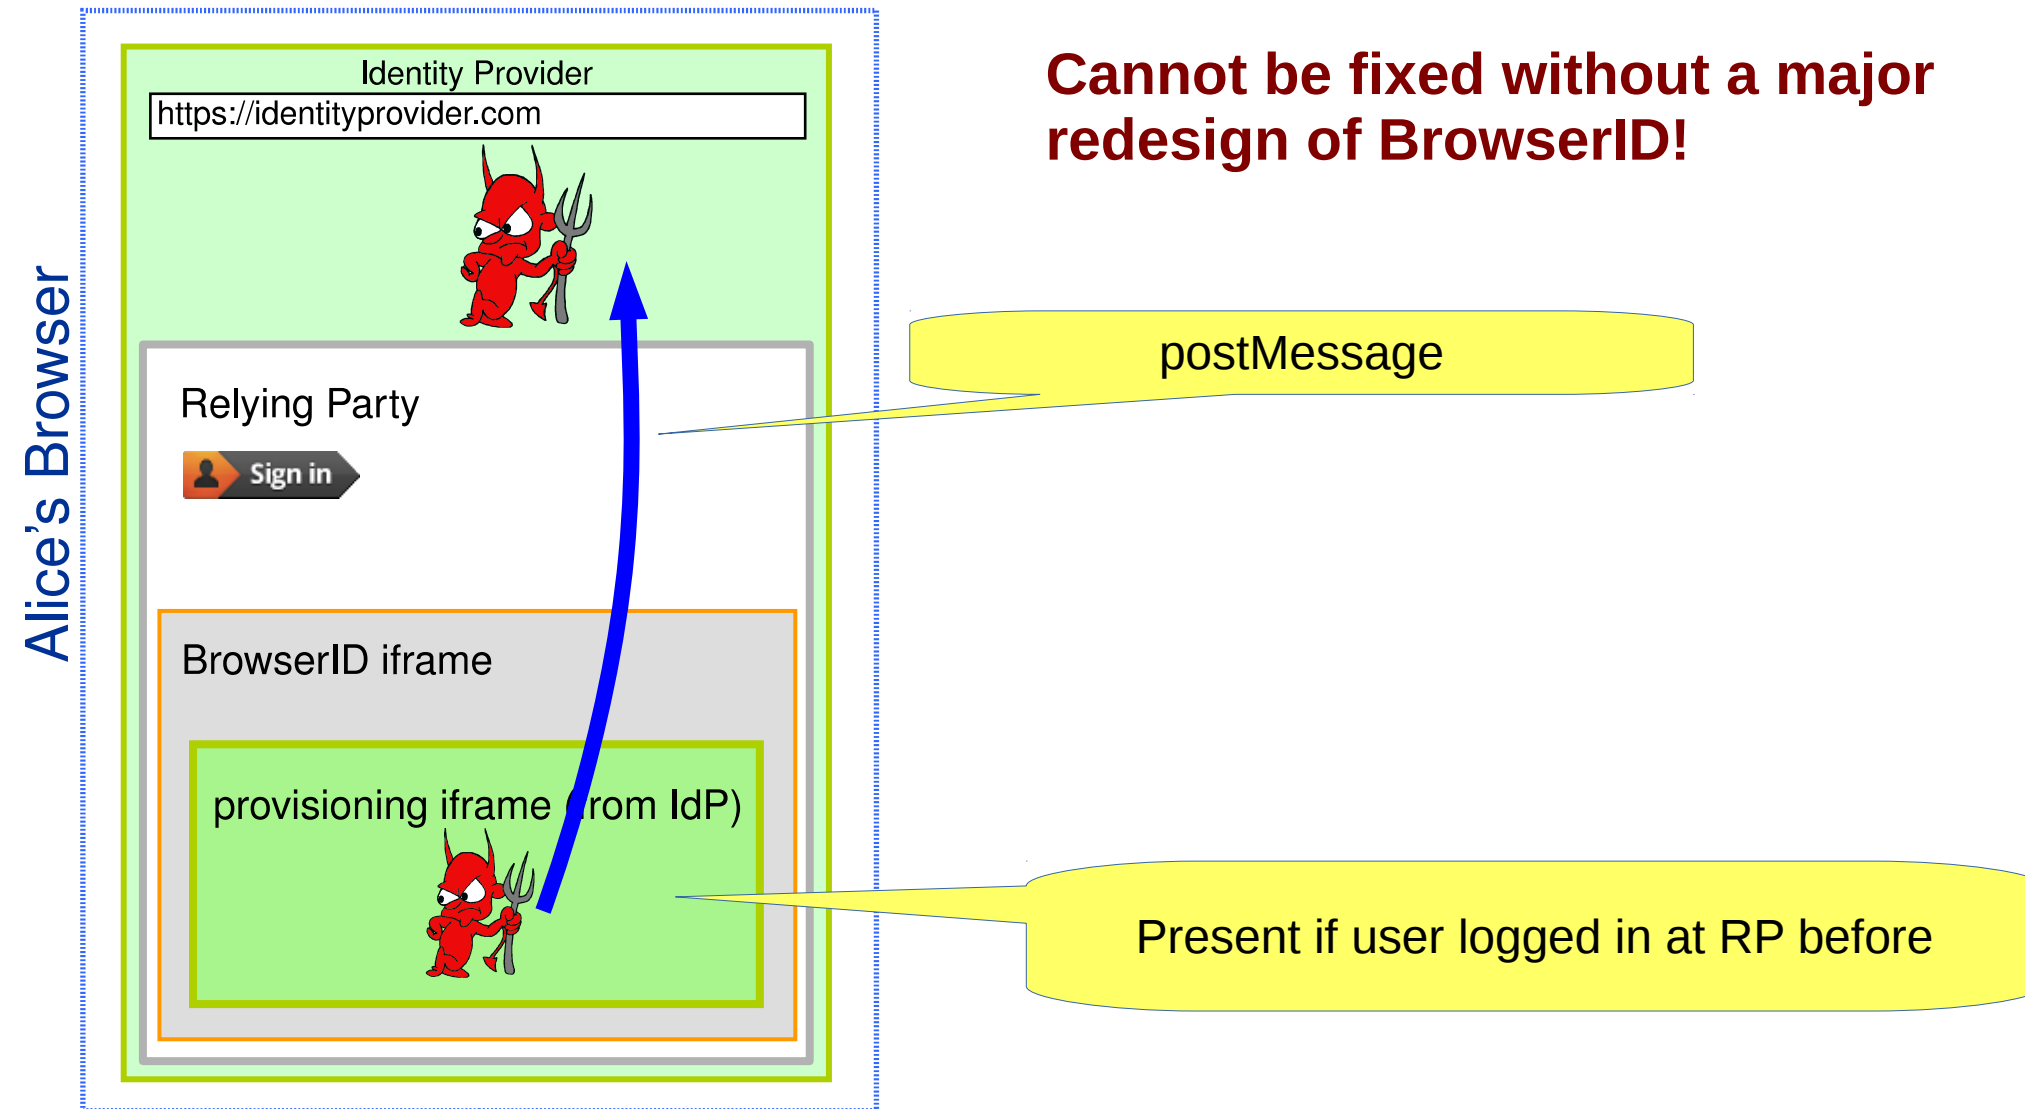 Alice's Browser
Identity Provider
https://identityprovider.com
Cannot be fixed without a major
redesign of BrowserID!
postMessage
Relying Party
Sign in
BrowserID iframe
provisioning iframe (from IdP)
Present if user logged in at RP before